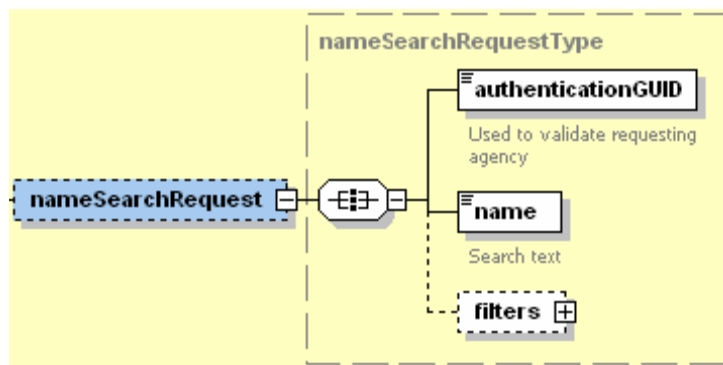 nameSearchRequestType
authenticationGUID
Used to validate requesting
agency
nameSearchRequest
name
Search text
filters